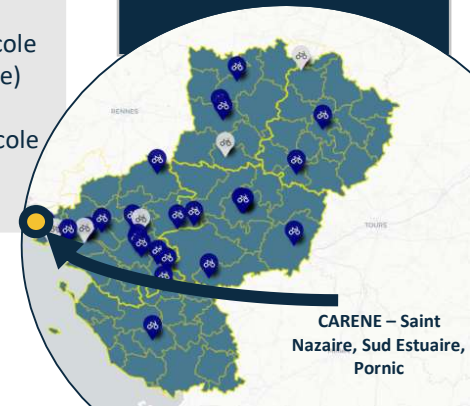 cole
e)
cole
RENNES
TOURS
CARENE – Saint
Nazaire, Sud Estuaire,
Pornic